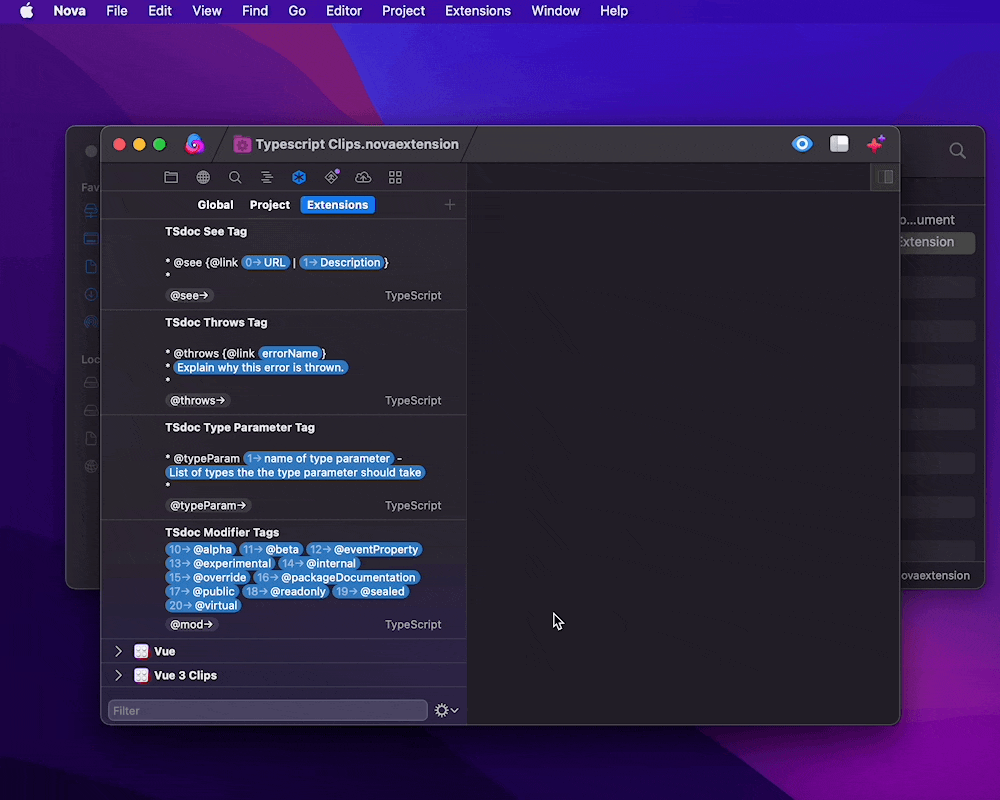 Nova File Edit View Find Go Editor Project Extensions Window Help
Typescript Clips.novaextension
Global Project Extensions
TSdoc See Tag
* @see {@link 0→ URL | 1→ Description}
*
@see→ TypeScript
TSdoc Throws Tag
* @throws {@link errorName}
* Explain why this error is thrown.
*
@throws→ TypeScript
TSdoc Type Parameter Tag
* @typeParam 1→ name of type parameter -
List of types the the type parameter should take
*
@typeParam→ TypeScript
TSdoc Modifier Tags
10→ @alpha 11→ @beta 12→ @eventProperty
13→ @experimental 14→ @internal
15→ @override 16→ @packageDocumentation
17→ @public 18→ @readonly 19→ @sealed
20→ @virtual
@mod→ TypeScript
Vue
Vue 3 Clips
Filter
Fav
Loc
o...ument
Extension
ovaextension